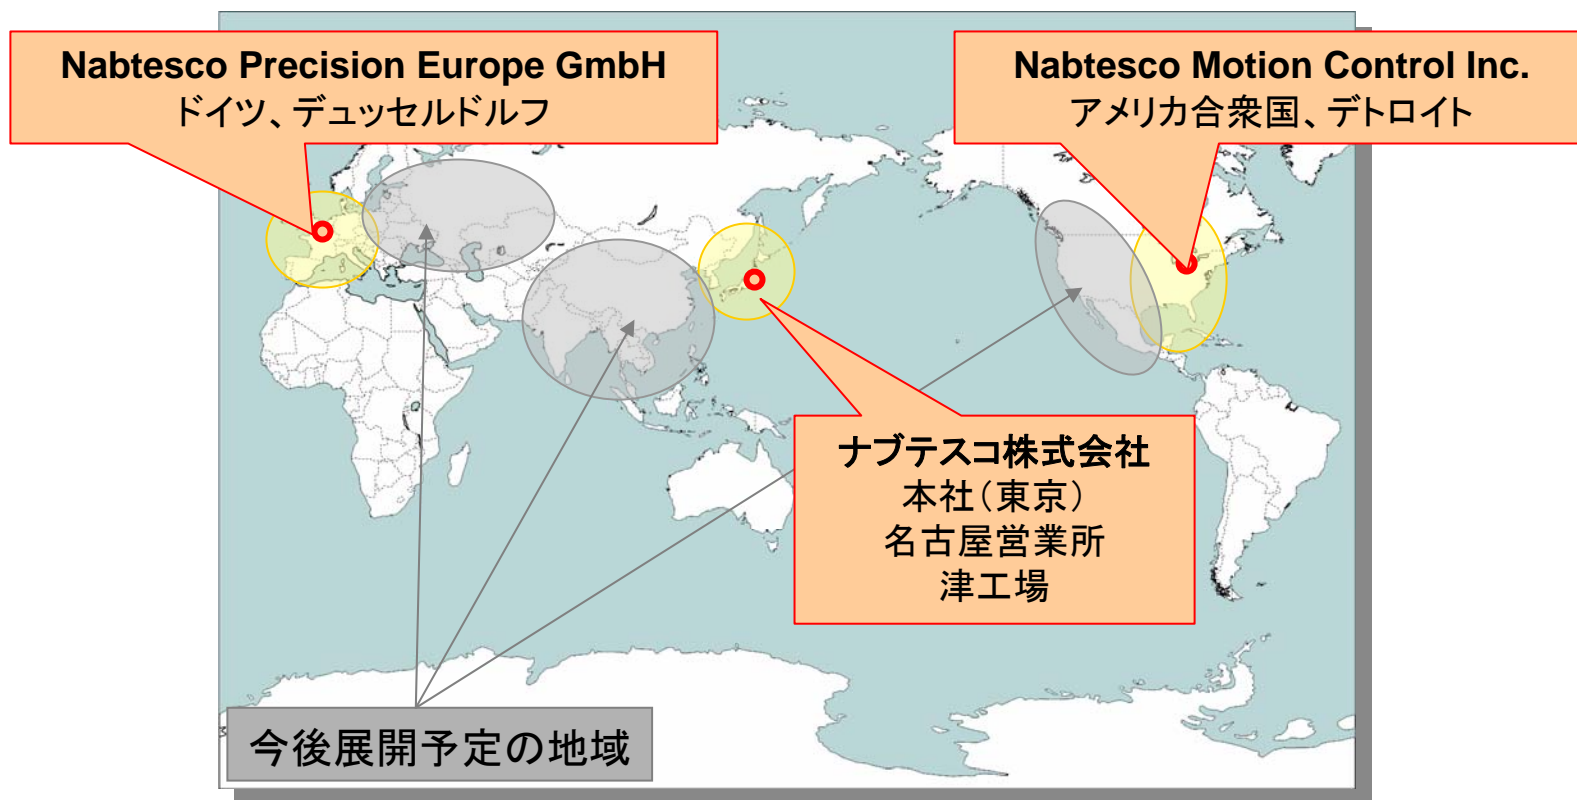 Nabtesco Precision Europe GmbH
ドイツ、デュッセルドルフ
Nabtesco Motion Control Inc.
アメリカ合衆国、デトロイト
ナブテスコ株式会社
本社（東京）
名古屋営業所
津工場
今後展開予定の地域